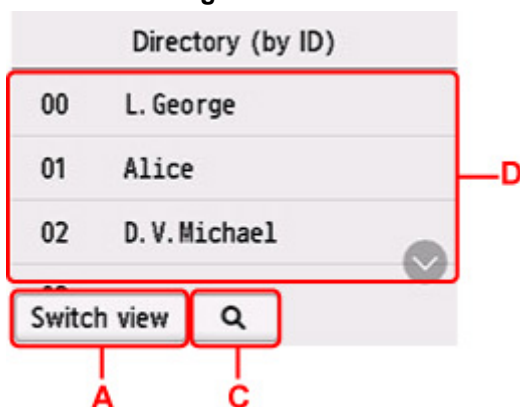 Directory (by ID)
00 L. George
01 Alice
02 D. V. Michael
D
Switch view
A
C